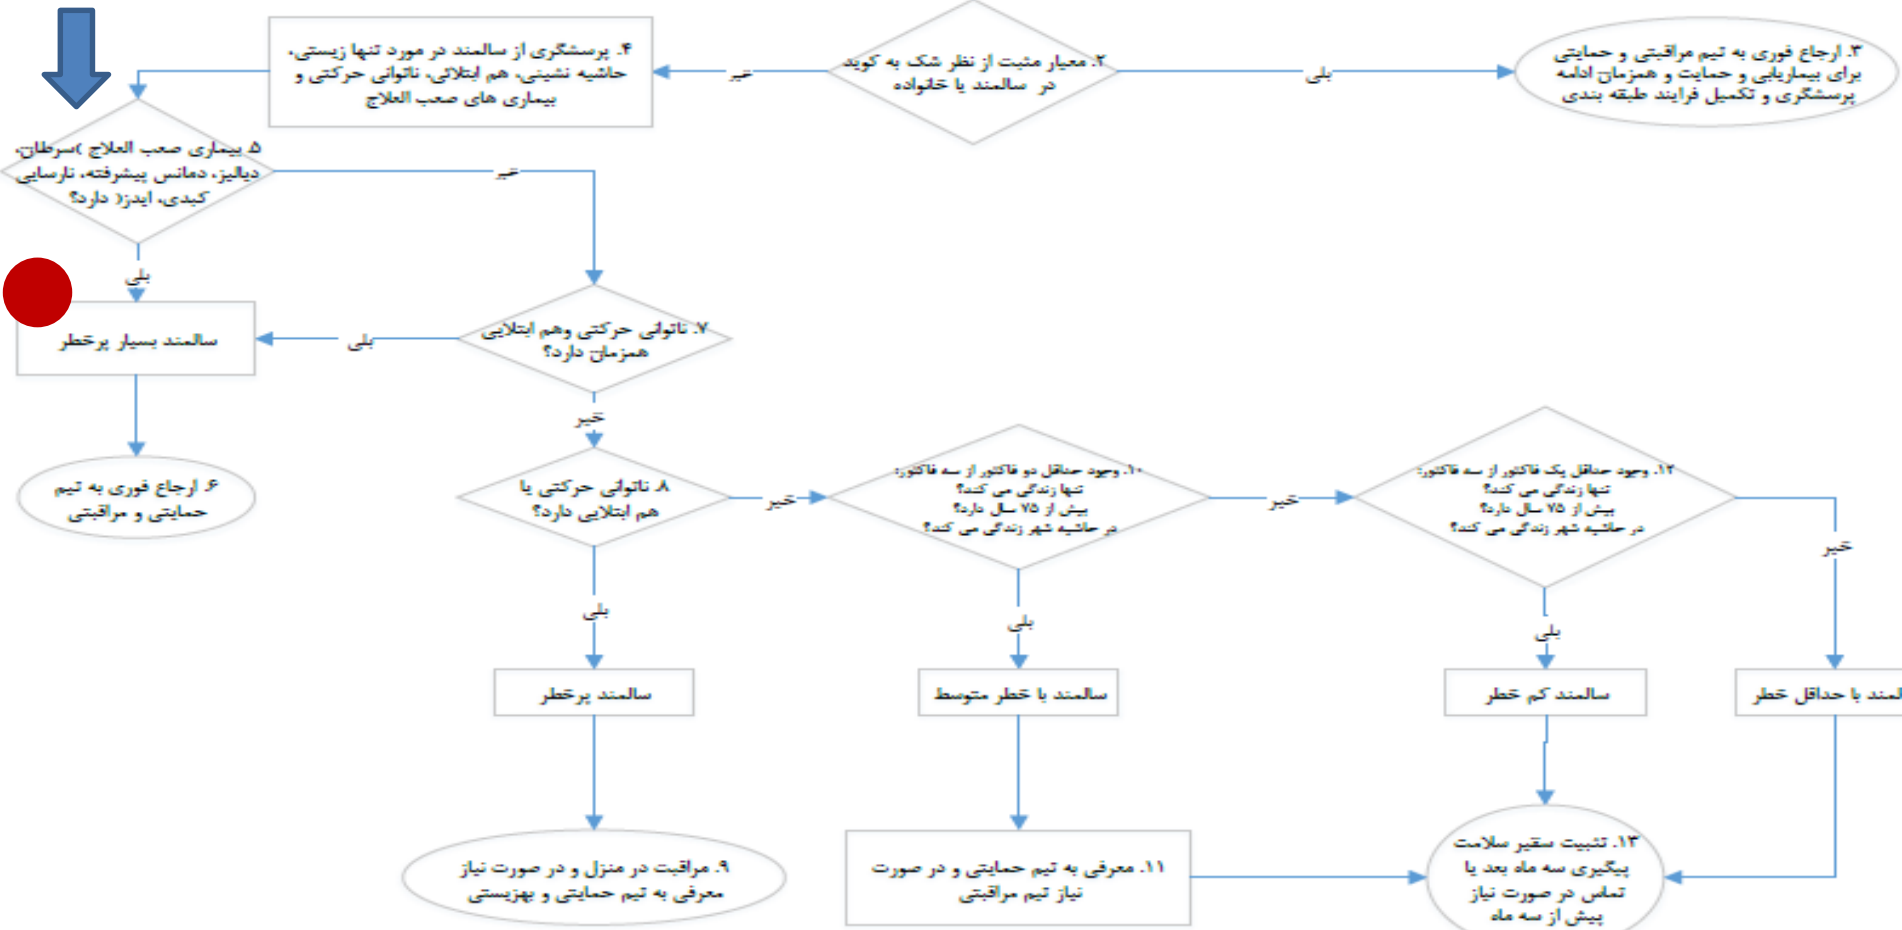 ۲. معیار مثبت از نظر شک به کوید
در سالمند یا خانواده
بلی
۳. ارجاع فوری به تیم مراقبتی و حمایتی
برای بیماریابی و حمایت و همزمان ادامه
پرسشگری و تکمیل فرایند طبقه بندی
خیر
۴. پرسشگری از سالمند در مورد تنها زیستی،
حاشیه نشینی، هم ابتلائی، ناتوانی حرکتی و
بیماری های صعب العلاج
۵. بیماری صعب العلاج )سرطان،
دیالیز، دمانس پیشرفته، نارسایی
کبدی، ایدز( دارد؟
بلی
سالمند بسیار پرخطر
۶. ارجاع فوری به تیم
حمایتی و مراقبتی
خیر
۷. ناتوانی حرکتی وهم ابتلایی
همزمان دارد؟
بلی
خیر
۸. ناتوانی حرکتی یا
هم ابتلایی دارد؟
بلی
سالمند پرخطر
۹. مراقبت در منزل و در صورت نیاز
معرفی به تیم حمایتی و بهزیستی
خیر
۱۰. وجود حداقل دو فاکتور از سه فاکتور:
تنها زندگی می کند؟
بیش از ۷۵ سال دارد؟
در حاشیه شهر زندگی می کند؟
بلی
سالمند با خطر متوسط
۱۱. معرفی به تیم حمایتی و در صورت
نیاز تیم مراقبتی
خیر
۱۲. وجود حداقل یک فاکتور از سه فاکتور:
تنها زندگی می کند؟
بیش از ۷۵ سال دارد؟
در حاشیه شهر زندگی می کند؟
بلی
سالمند کم خطر
خیر
لمند با حداقل خطر
۱۳. تثبیت سفیر سلامت
پیگیری سه ماه بعد یا
تماس در صورت نیاز
پیش از سه ماه